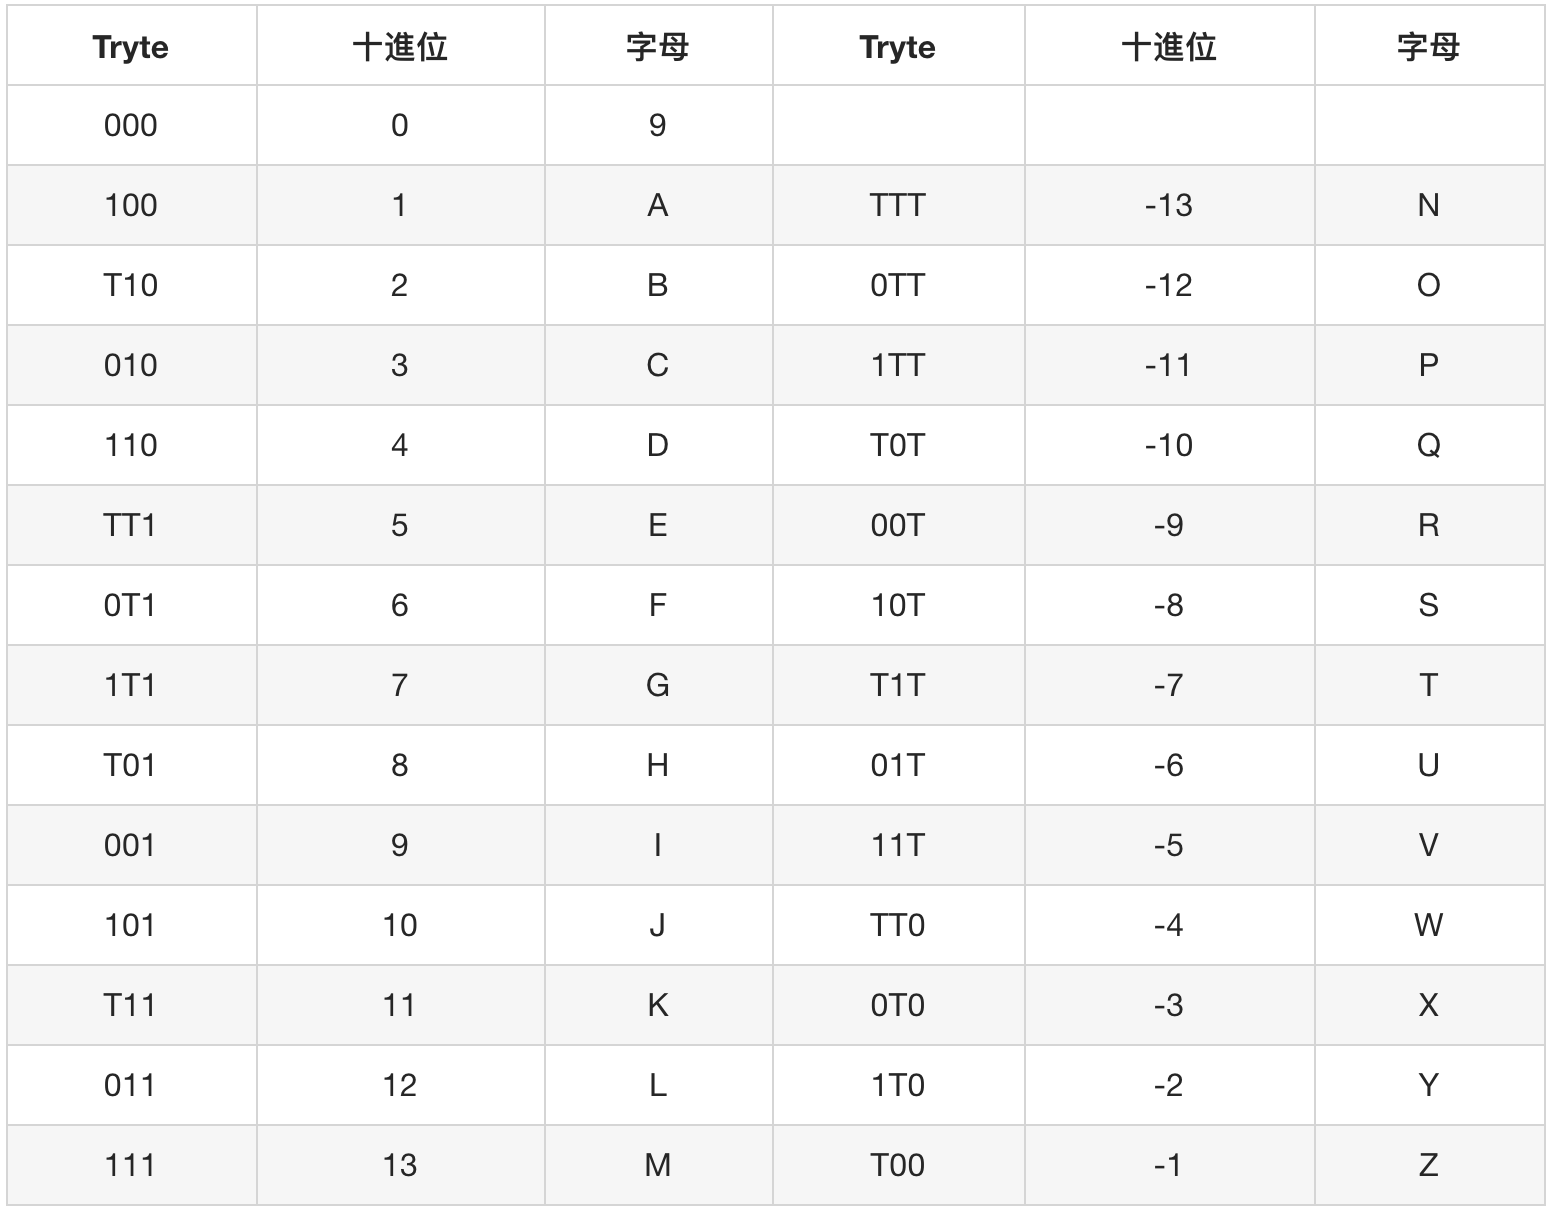 Tryte 十進位 字母 Tryte 十進位 字母
000 0 9
100 1 A TTT -13 N
T10 2 B 0TT -12 O
010 3 C 1TT -11 P
110 4 D T0T -10 Q
TT1 5 E 00T -9 R
0T1 6 F 10T -8 S
1T1 7 G T1T -7 T
T01 8 H 01T -6 U
001 9 I 11T -5 V
101 10 J TT0 -4 W
T11 11 K 0T0 -3 X
011 12 L 1T0 -2 Y
111 13 M T00 -1 Z